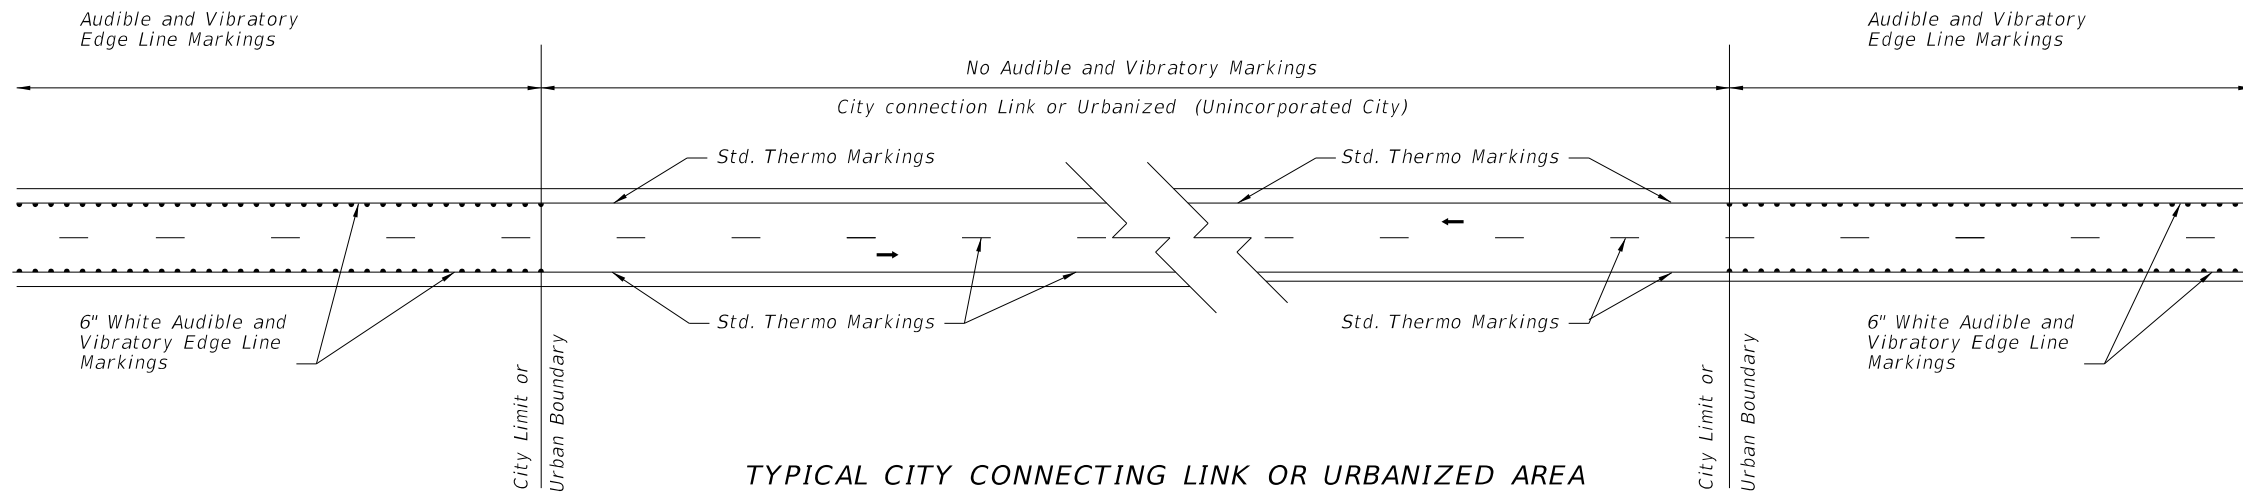 Audible and Vibratory
Edge Line Markings
Audible and Vibratory
Edge Line Markings
No Audible and Vibratory Markings
City connection Link or Urbanized (Unincorporated City)
Std. Thermo Markings
Std. Thermo Markings
6" White Audible and
Vibratory Edge Line
Markings
Std. Thermo Markings
Std. Thermo Markings
6" White Audible and
Vibratory Edge Line
Markings
City Limit or
Urban Boundary
City Limit or
Urban Boundary
TYPICAL CITY CONNECTING LINK OR URBANIZED AREA